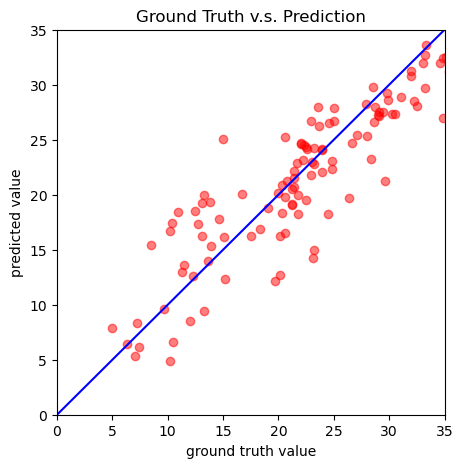 Ground Truth v.s. Prediction
35
30
25
20
15
10
5
0
predicted value
0 5 10 15 20 25 30 35
ground truth value